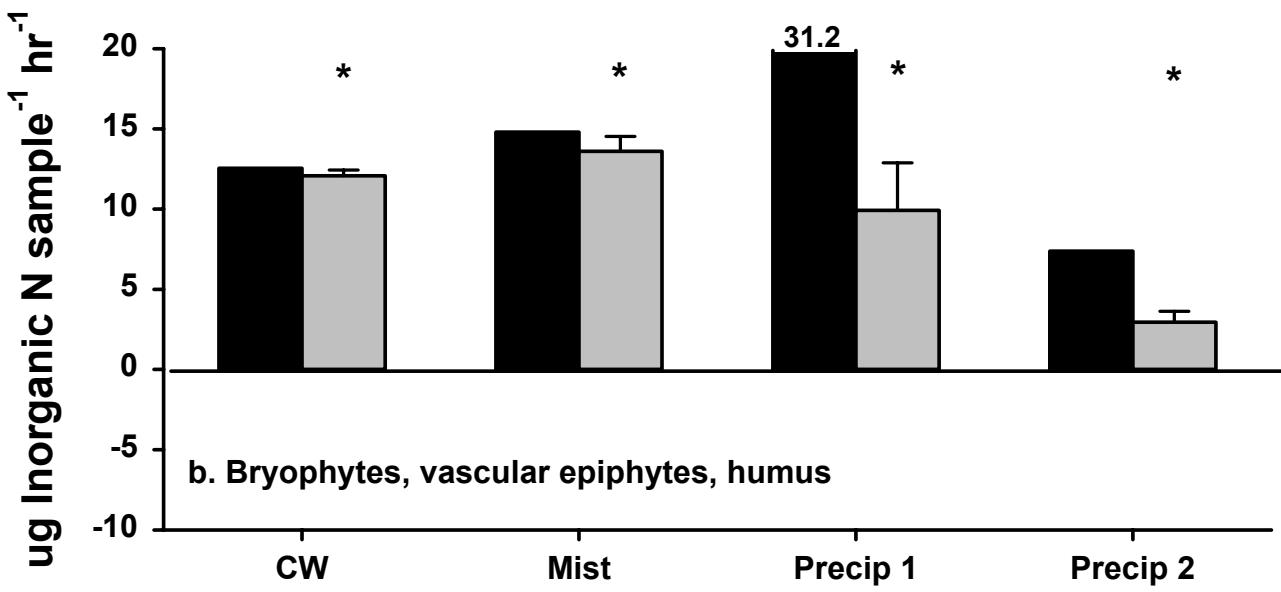 ug Inorganic N sample⁻¹ hr⁻¹
20
15
10
5
0
-5
-10
31.2
*
*
*
*
b. Bryophytes, vascular epiphytes, humus
CW
Mist
Precip 1
Precip 2